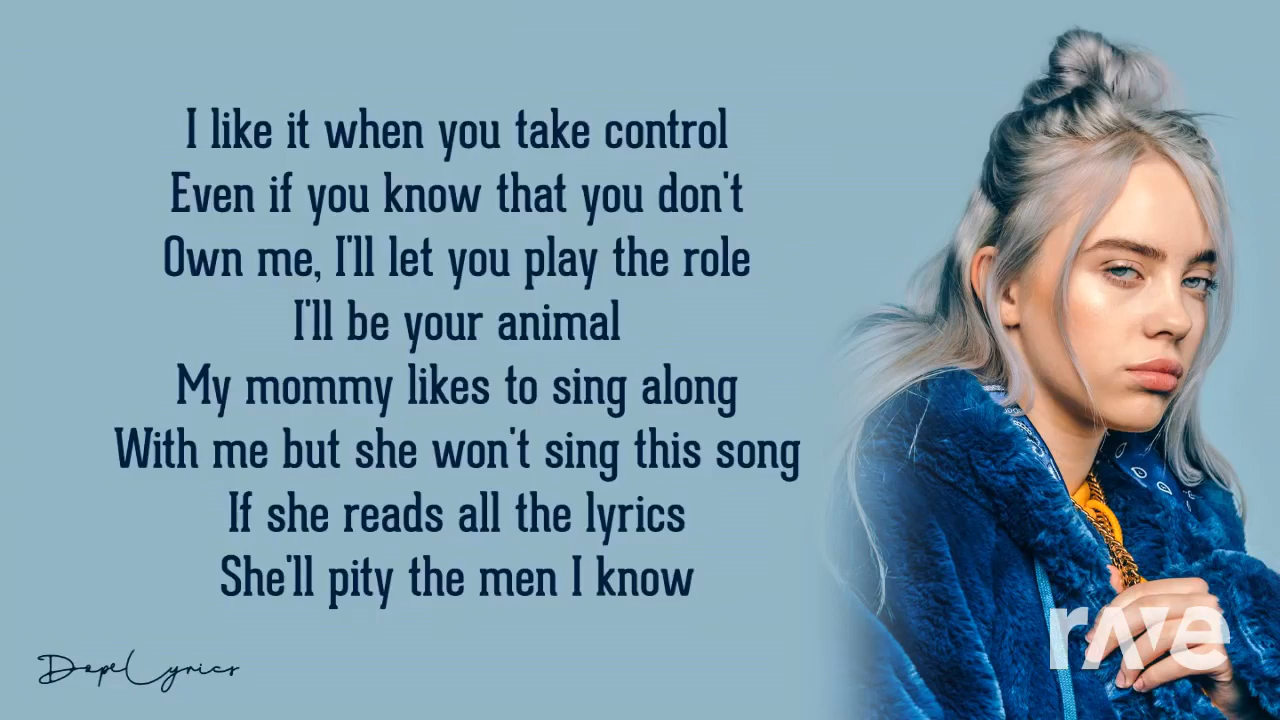 I like it when you take control
Even if you know that you don't
Own me, I'll let you play the role
I'll be your animal
My mommy likes to sing along
With me but she won't sing this song
If she reads all the lyrics
She'll pity the men I know
DopeLyrics
rave